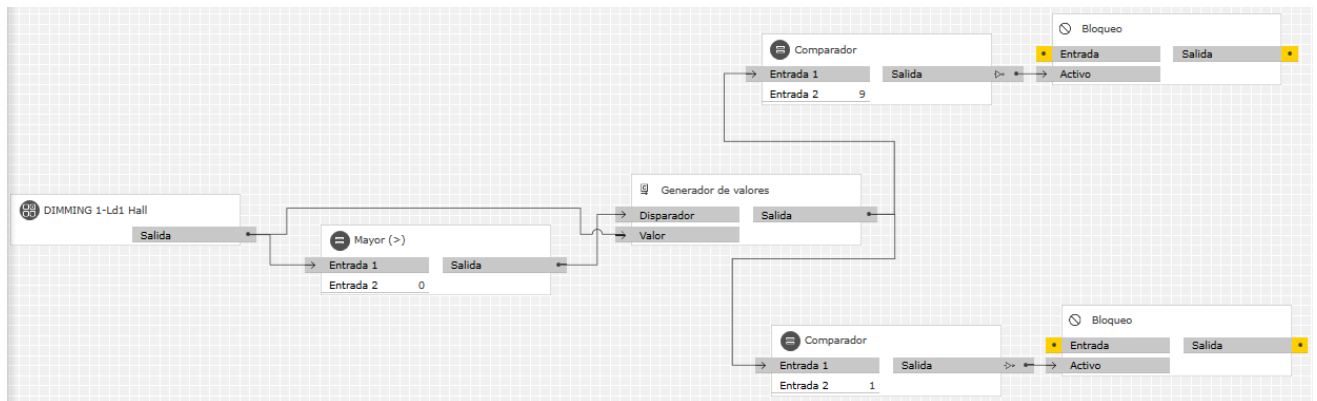 DIMMING 1-Ld1 Hall
Salida
Mayor (>)
Entrada 1 Salida
Entrada 2 0
Generador de valores
Disparador Salida
Valor
Comparador
Entrada 1 Salida
Entrada 2 9
Bloqueo
Entrada Salida
Activo
Comparador
Entrada 1 Salida
Entrada 2 1
Bloqueo
Entrada Salida
Activo